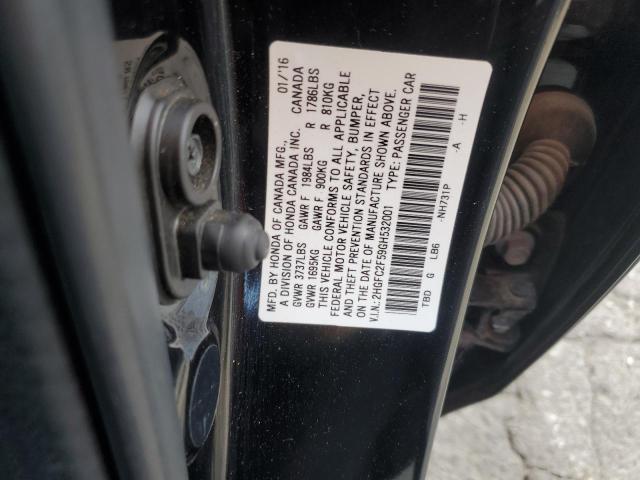 MFD. BY HONDA OF CANADA MFG., 01/'16
A DIVISION OF HONDA CANADA INC. CANADA
GVWR 3737LBS GAWR F 1984LBS R 1786LBS
GVWR 1695KG GAWR F 900KG R 810KG
THIS VEHICLE CONFORMS TO ALL APPLICABLE
FEDERAL MOTOR VEHICLE SAFETY, BUMPER,
AND THEFT PREVENTION STANDARDS IN EFFECT
ON THE DATE OF MANUFACTURE SHOWN ABOVE.
V.I.N.: 2HGFC2F59GH532001 TYPE: PASSENGER CAR
TBD G LB6 -NH731P -A -H